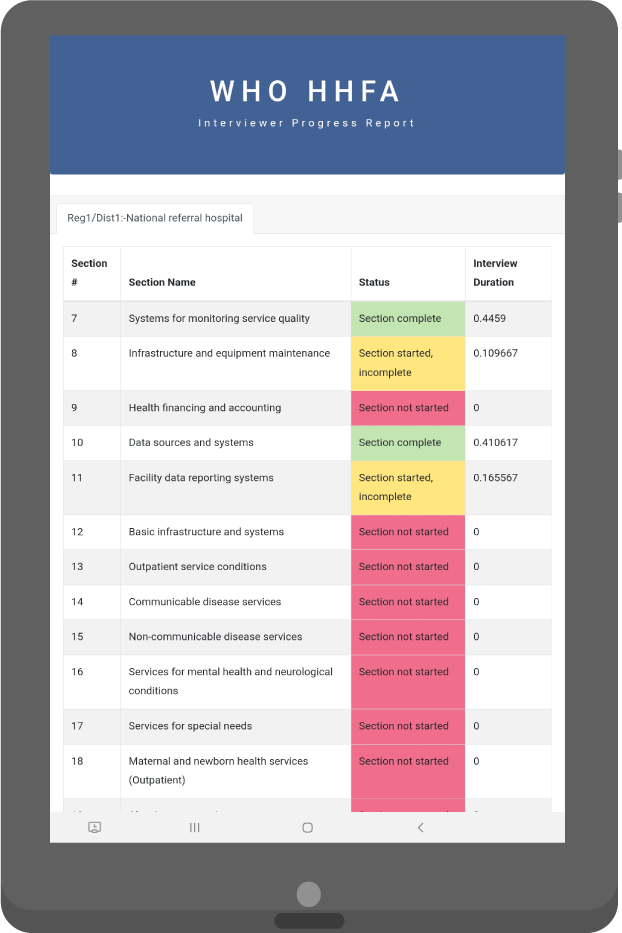 WHO HHFA
Interviewer Progress Report
Reg1/Dist1:-National referral hospital
Section
#
Section Name
Status
Interview
Duration
7 Systems for monitoring service quality Section complete 0.4459
8 Infrastructure and equipment maintenance Section started, 0.109667
incomplete
9 Health financing and accounting Section not started 0
10 Data sources and systems Section complete 0.410617
11 Facility data reporting systems Section started, 0.165567
incomplete
12 Basic infrastructure and systems Section not started 0
13 Outpatient service conditions Section not started 0
14 Communicable disease services Section not started 0
15 Non-communicable disease services Section not started 0
16 Services for mental health and neurological Section not started 0
conditions
17 Services for special needs Section not started 0
18 Maternal and newborn health services Section not started 0
(Outpatient)